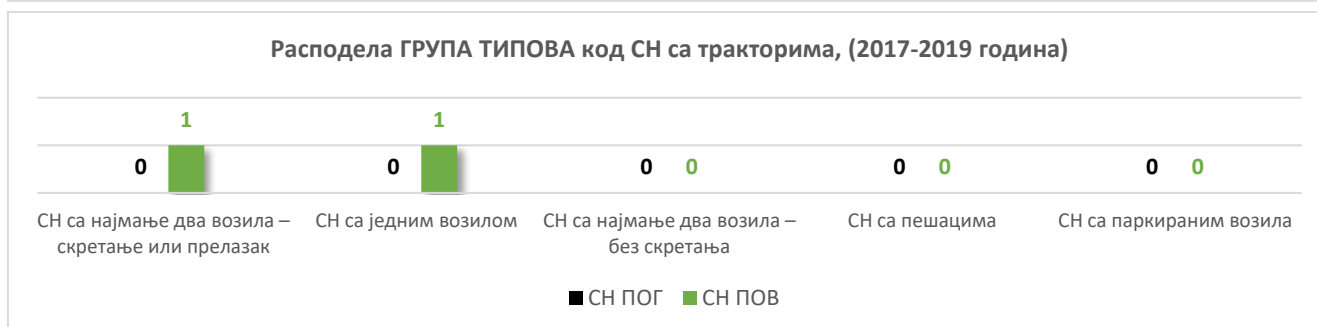 Расподела ГРУПА ТИПОВА код СН са тракторима, (2017-2019 година)
1 1
0 0 0 0 0 0 0 0
СН са најмање два возила – скретање или прелазак
СН са једним возилом
СН са најмање два возила – без скретања
СН са пешацима
СН са паркираним возила
СН ПОГ СН ПОВ